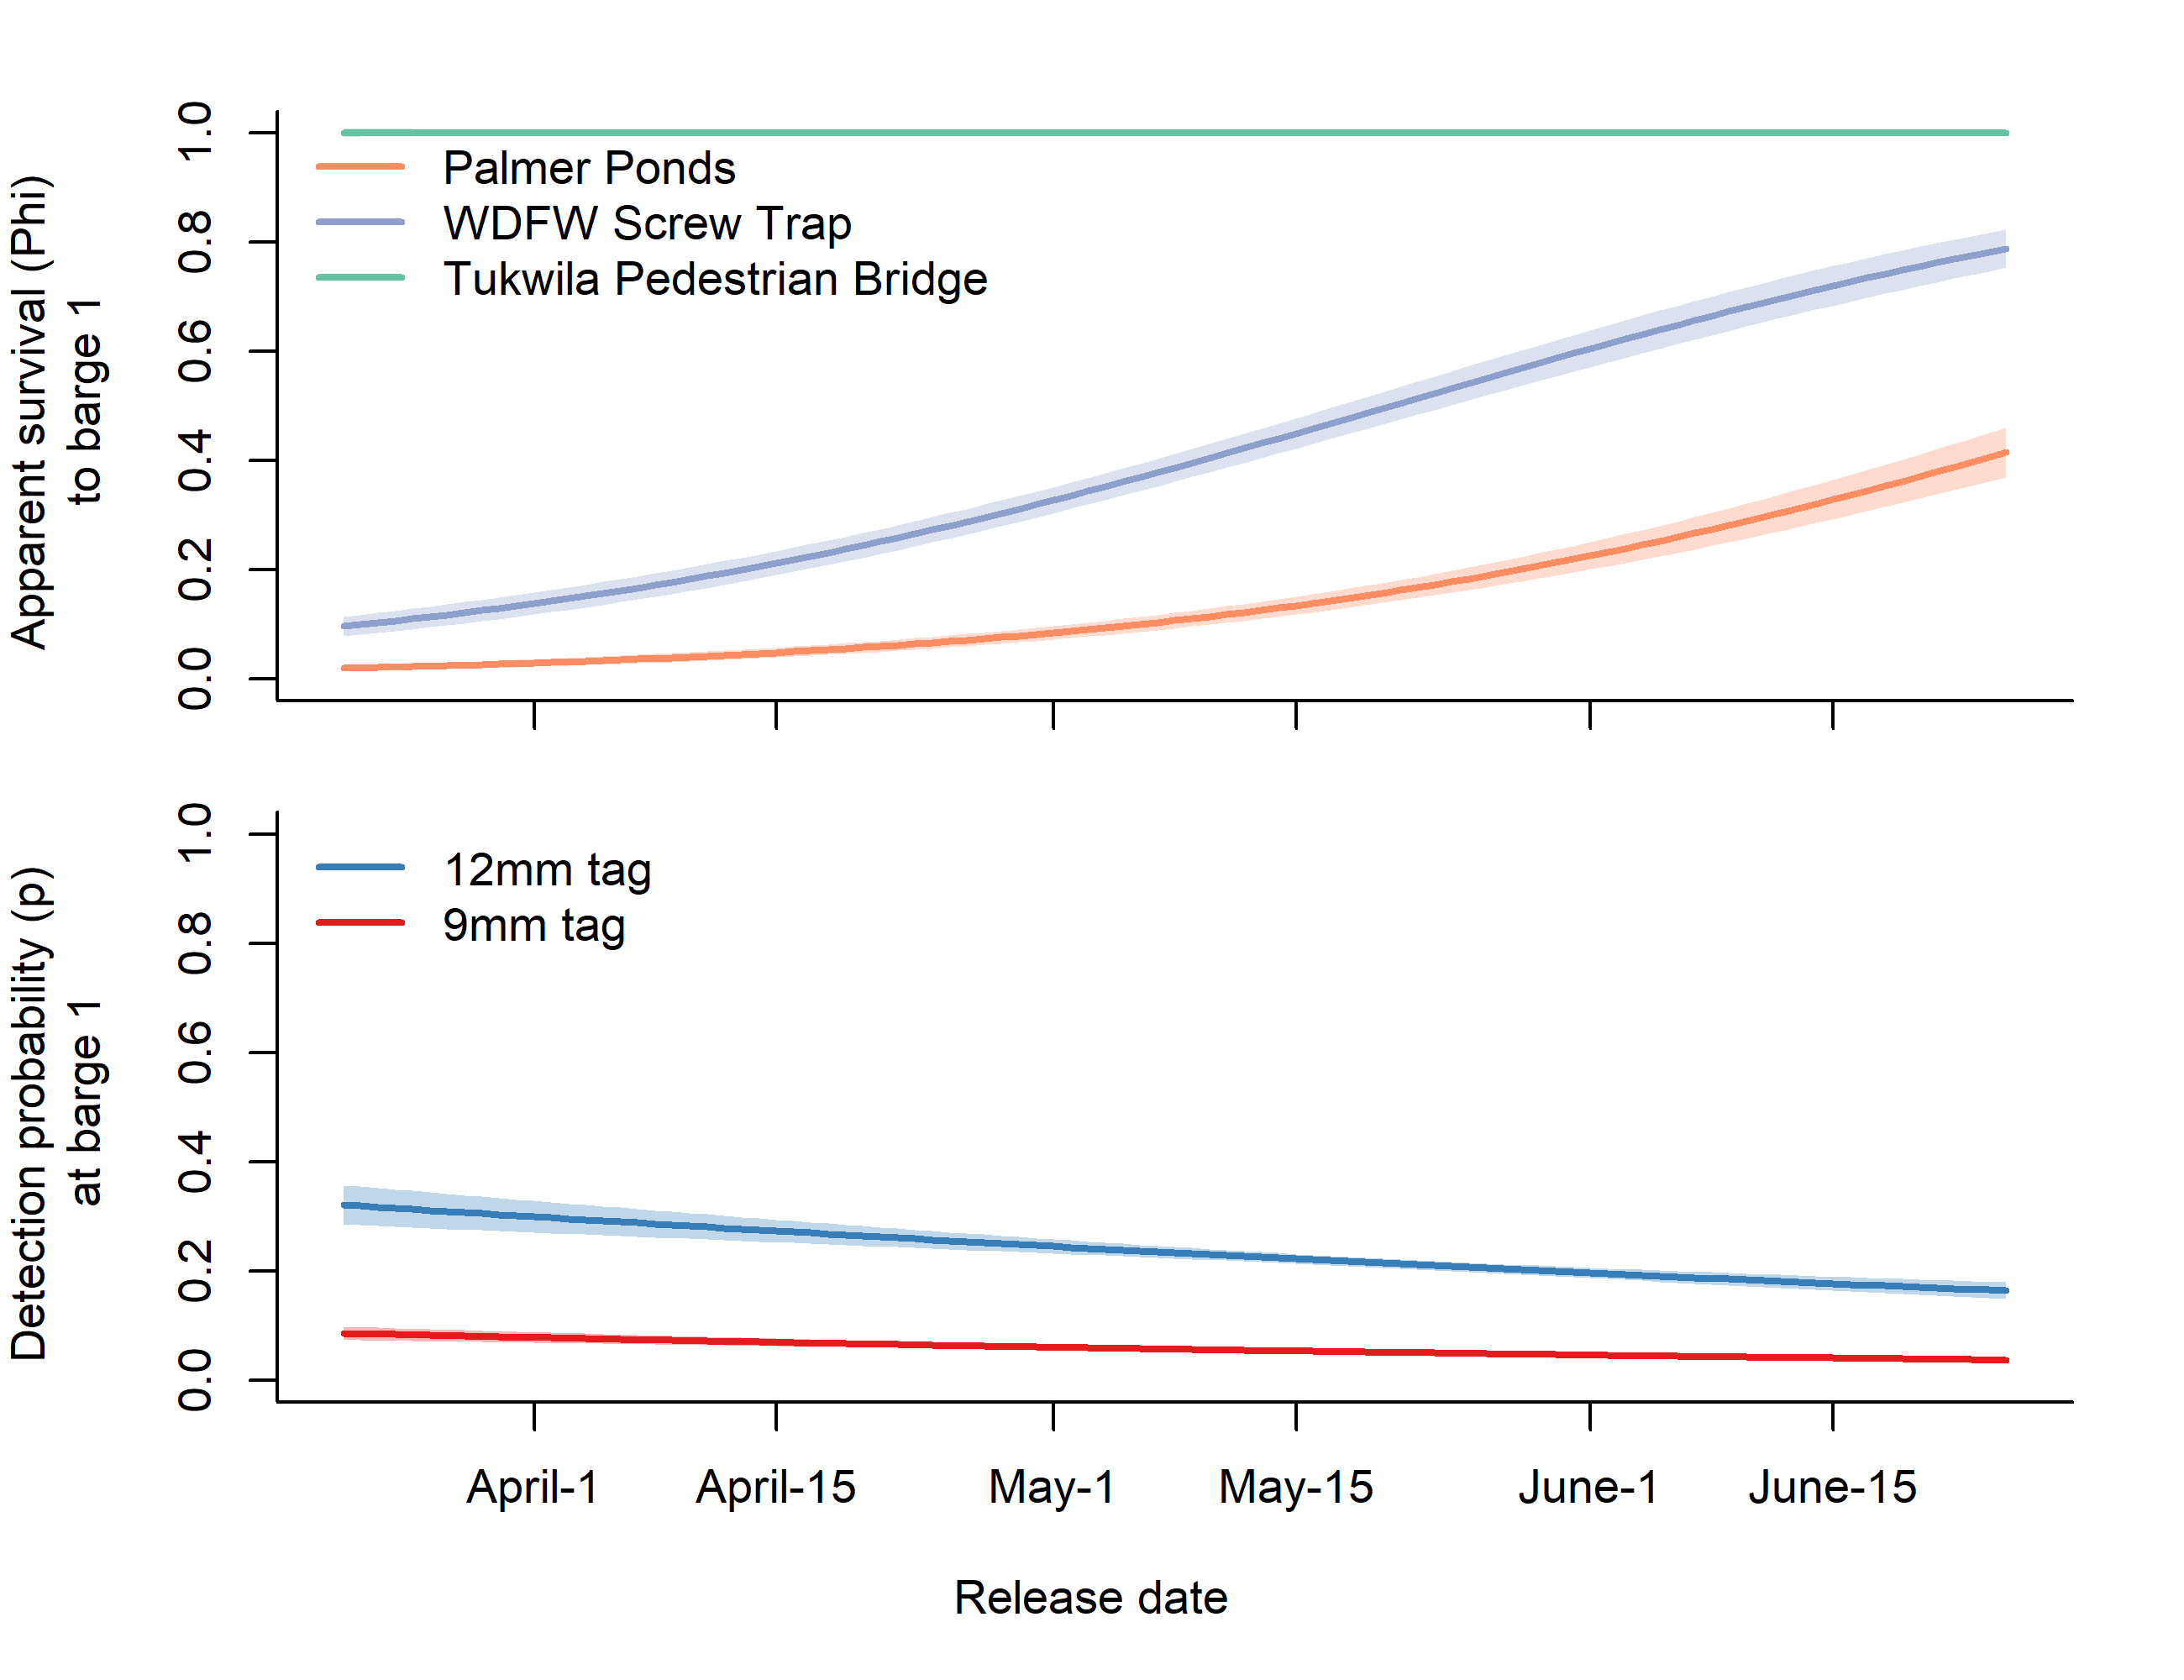 Apparent survival (Phi)
to barge 1
1.0
0.8
0.6
0.4
0.2
0.0
Palmer Ponds
WDFW Screw Trap
Tukwila Pedestrian Bridge
Detection probability (p)
at barge 1
1.0
0.8
0.6
0.4
0.2
0.0
12mm tag
9mm tag
April-1 April-15 May-1 May-15 June-1 June-15
Release date